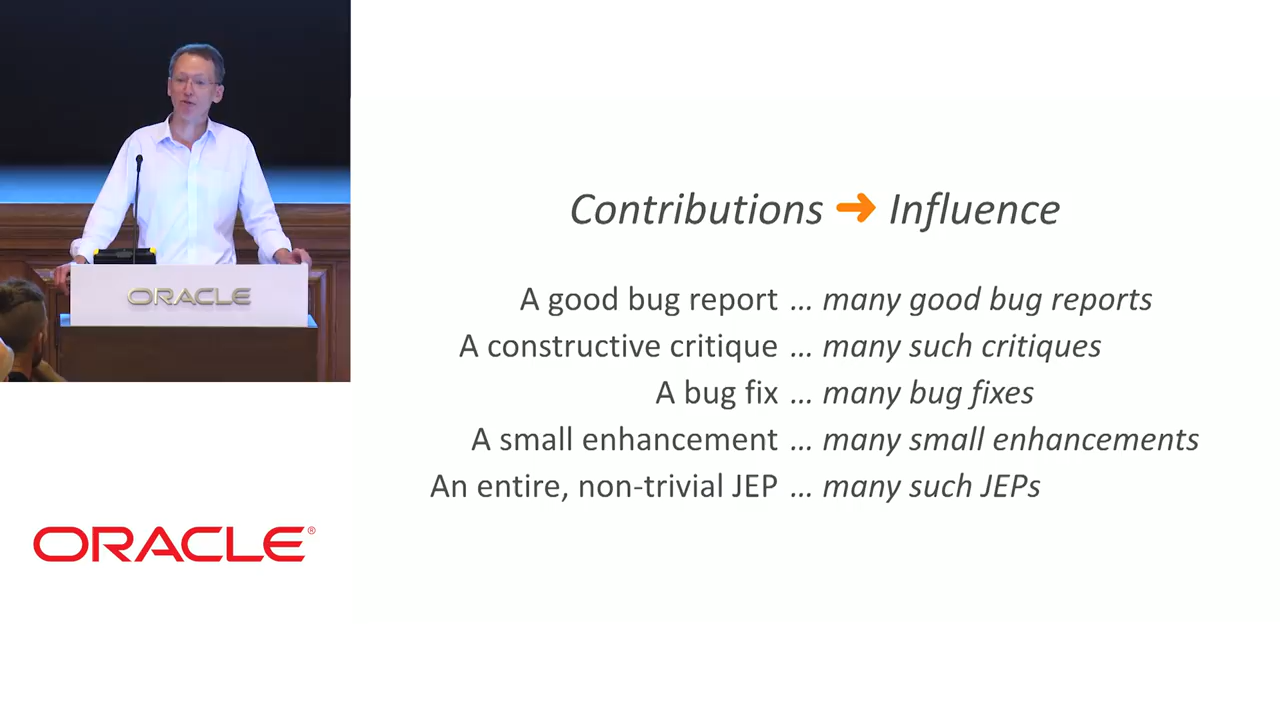 Contributions ➜ Influence
A good bug report … many good bug reports
A constructive critique … many such critiques
A bug fix … many bug fixes
A small enhancement … many small enhancements
An entire, non-trivial JEP … many such JEPs
ORACLE
ORACLE®